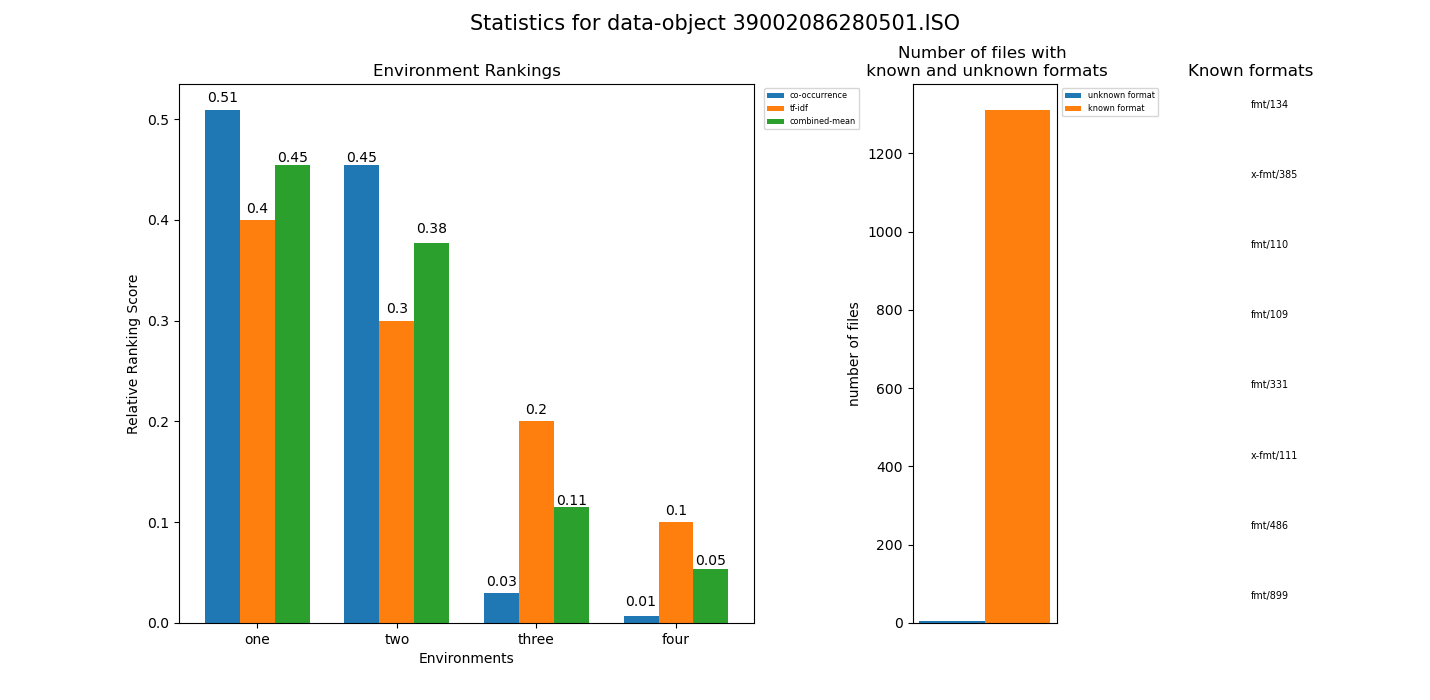 Statistics for data-object 39002086280501.ISO
Environment Rankings
Relative Ranking Score
0.5
0.4
0.3
0.2
0.1
0.0
0.51
0.4
0.45
0.45
0.3
0.38
0.03
0.2
0.11
0.01
0.1
0.05
one
two
three
four
Environments
co-occurrence
tf-idf
combined-mean
Number of files with
known and unknown formats
number of files
1200
1000
800
600
400
200
0
unknown format
known format
Known formats
fmt/134
x-fmt/385
fmt/110
fmt/109
fmt/331
x-fmt/111
fmt/486
fmt/899